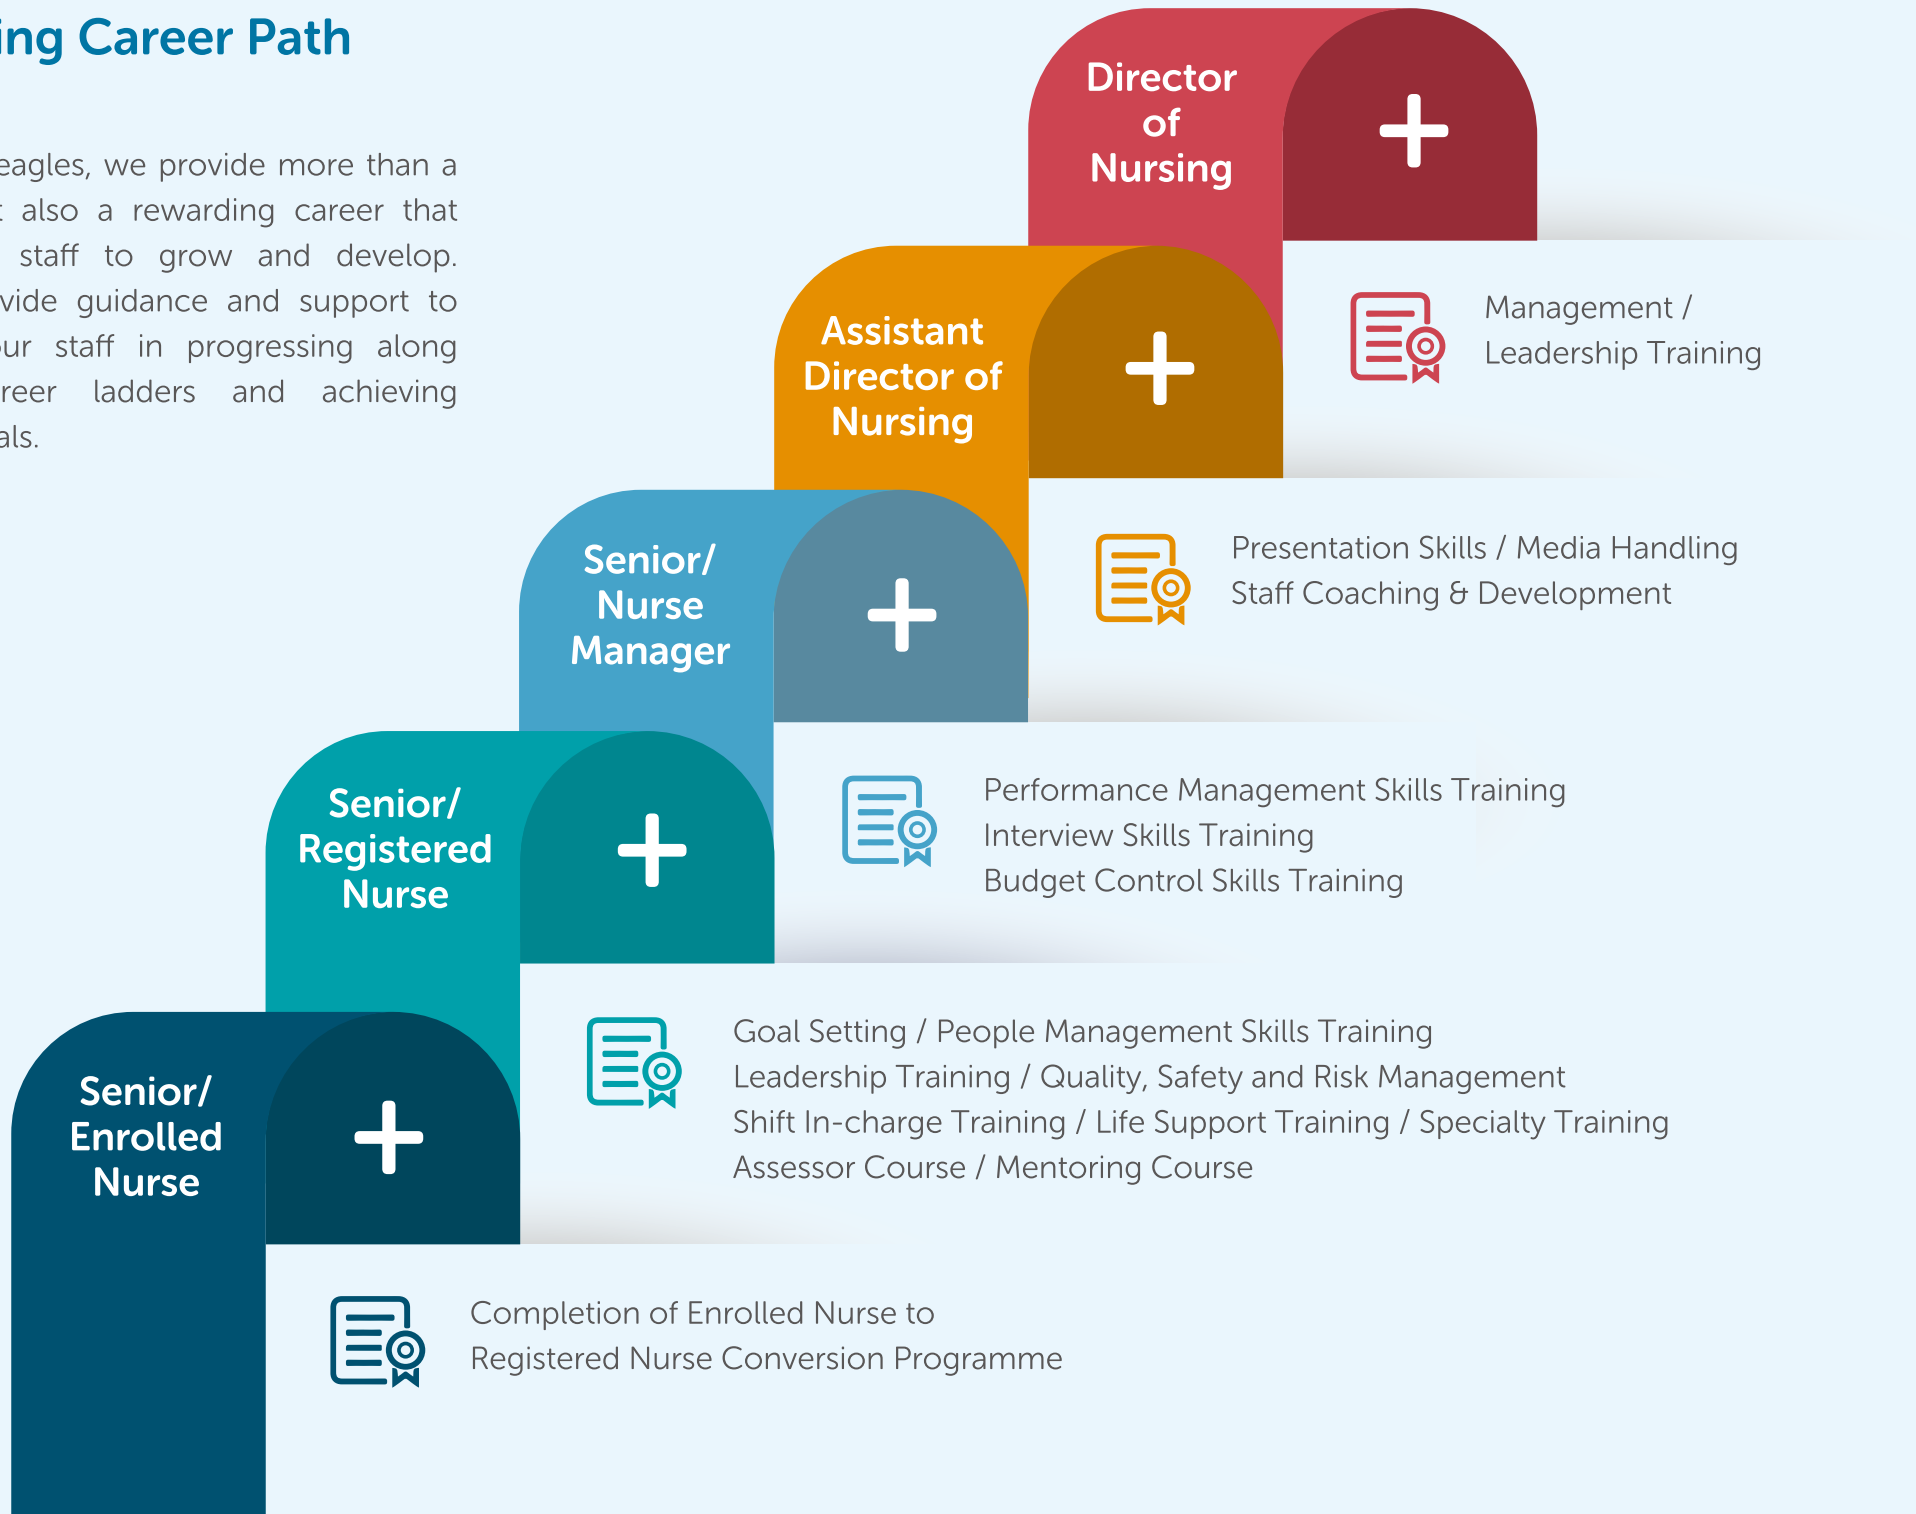 ing Career Path
eagles, we provide more than a
also a rewarding career that
staff to grow and develop.
vide guidance and support to
ur staff in progressing along
reer ladders and achieving
als.
Director
of
Nursing
Management /
Leadership Training
Assistant
Director of
Nursing
Presentation Skills / Media Handling
Staff Coaching & Development
Senior/
Nurse
Manager
Performance Management Skills Training
Interview Skills Training
Budget Control Skills Training
Senior/
Registered
Nurse
Goal Setting / People Management Skills Training
Leadership Training / Quality, Safety and Risk Management
Shift In-charge Training / Life Support Training / Specialty Training
Assessor Course / Mentoring Course
Senior/
Enrolled
Nurse
Completion of Enrolled Nurse to
Registered Nurse Conversion Programme